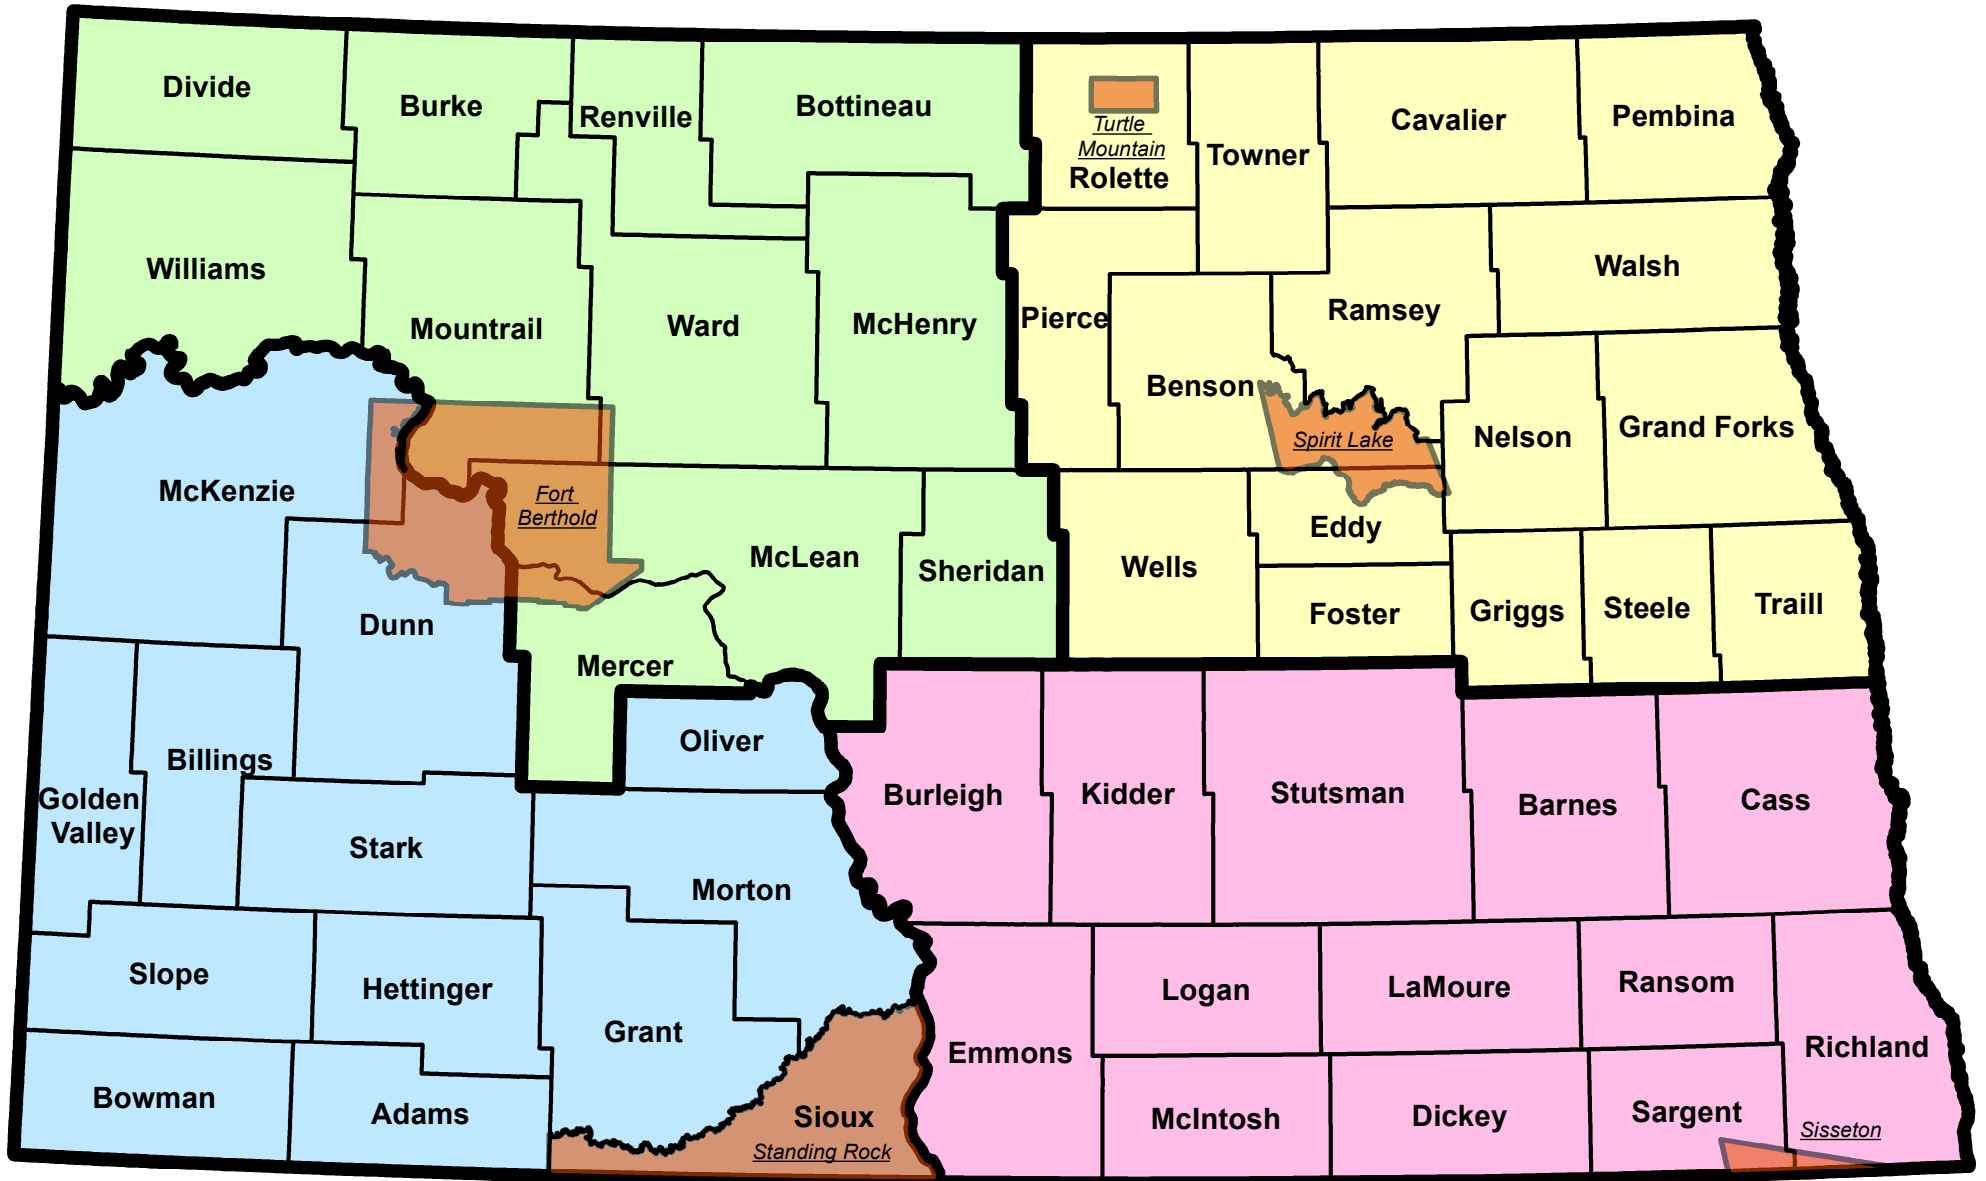 Divide
Burke
Renville
Bottineau
Turtle
Mountain
Rolette
Towner
Cavalier
Pembina
Williams
Mountrail
Ward
McHenry
Pierce
Benson
Ramsey
Walsh
Spirit Lake
Nelson
Grand Forks
McKenzie
Fort
Berthold
McLean
Sheridan
Wells
Eddy
Foster
Griggs
Steele
Traill
Dunn
Mercer
Oliver
Billings
Golden
Valley
Stark
Morton
Burleigh
Kidder
Stutsman
Barnes
Cass
Slope
Hettinger
Grant
Emmons
Logan
LaMoure
Ransom
Richland
Bowman
Adams
Sioux
Standing Rock
McIntosh
Dickey
Sargent
Sisseton